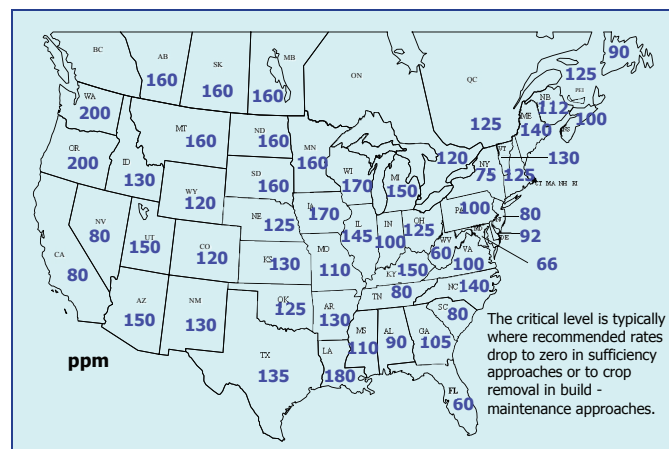 BC
AB
160
SK
160
MB
160
ON
QC
125
90
125
PEI
NB
112
NS
100
ME
140
WA
200
OR
200
ID
130
MT
160
ND
160
SD
160
MN
160
WI
170
MI
150
120
NY
75
VT
125
130
CT MA NH RI
WY
120
NE
125
IA
170
IL
145
IN
100
OH
125
PA
100
NJ
80
MD
DE
92
66
CA
80
NV
80
UT
150
CO
120
KS
130
MO
110
KY
150
WV
60
VA
100
NC
140
TN
80
SC
80
AZ
150
NM
130
OK
125
AR
130
MS
110
AL
90
GA
105
TX
135
LA
180
FL
60
ppm
The critical level is typically
where recommended rates
drop to zero in sufficiency
approaches or to crop
removal in build -
maintenance approaches.